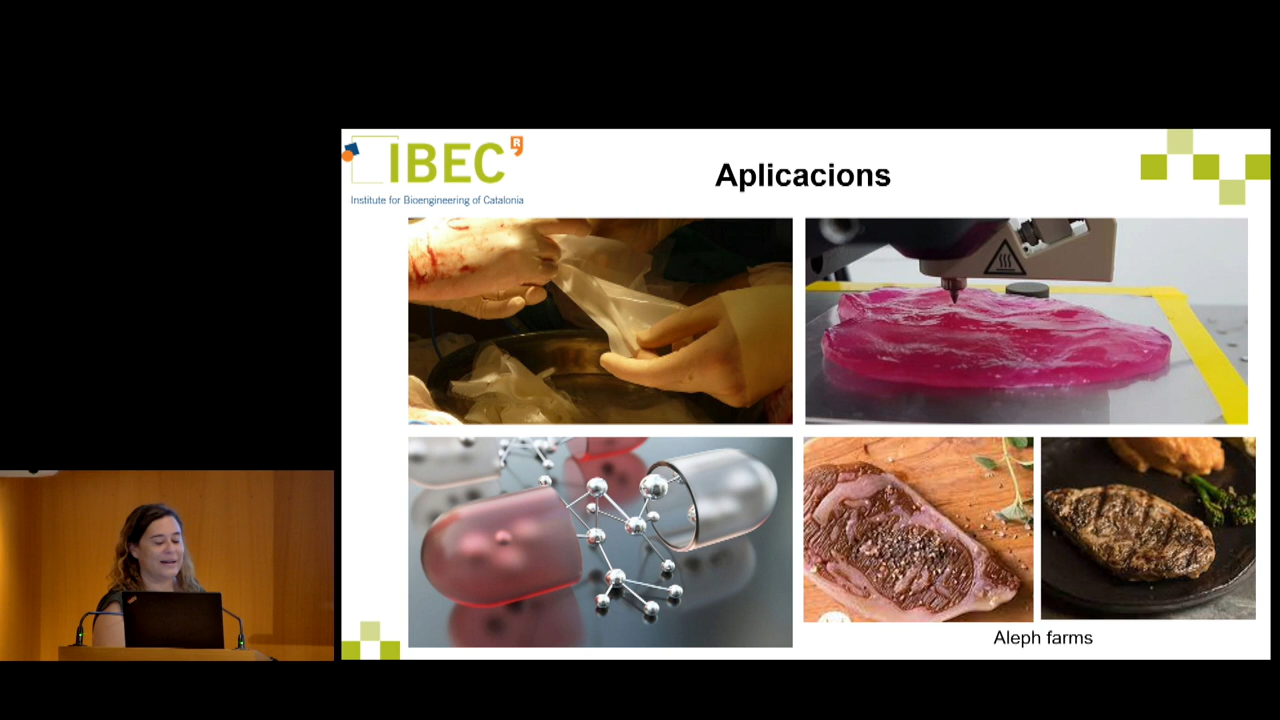 IBEC
R
Institute for Bioengineering of Catalonia
Aplicacions
Aleph farms